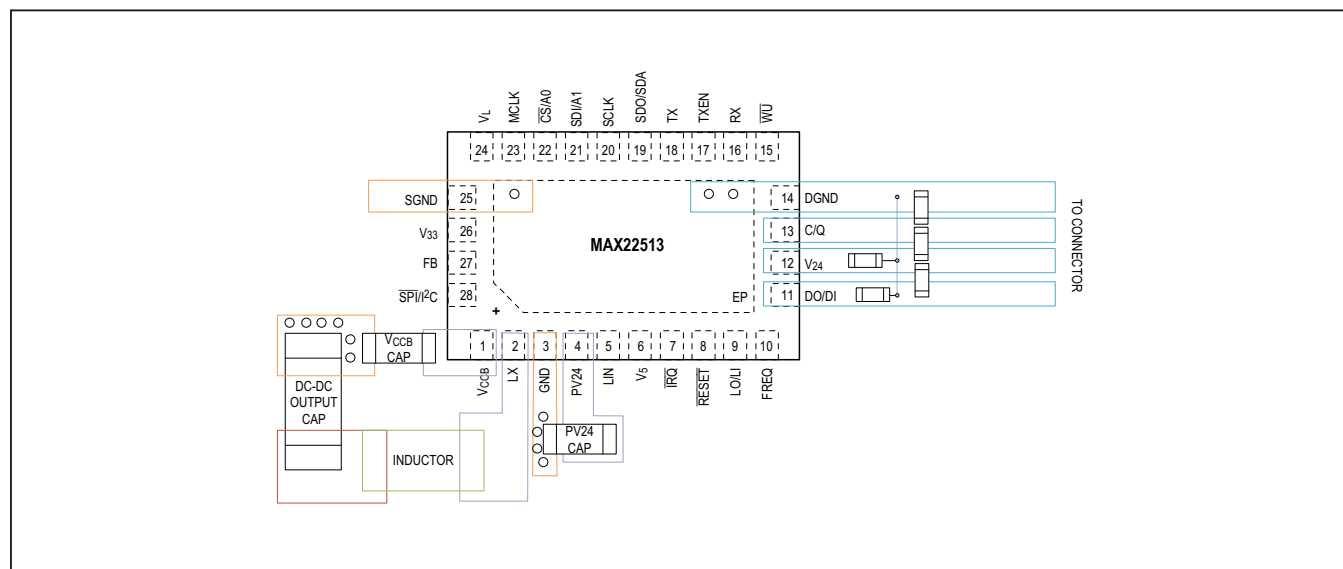 VL
MCLK
CS/A0
SDI/A1
SCLK
SDO/SDA
TX
TXEN
RX
WU
24 23 22 21 20 19 18 17 16 15
SGND 25
V33 26
FB 27
SPI/I2C 28
MAX22513
EP
+
14 DGND
13 C/Q
12 V24
11 DO/DI
TO CONNECTOR
1 2 3 4 5 6 7 8 9 10
VCCB
LX
GND
PV24
LIN
V5
IRQ
RESET
LO/LI
FREQ
VCCB
CAP
DC-DC
OUTPUT
CAP
INDUCTOR
PV24
CAP